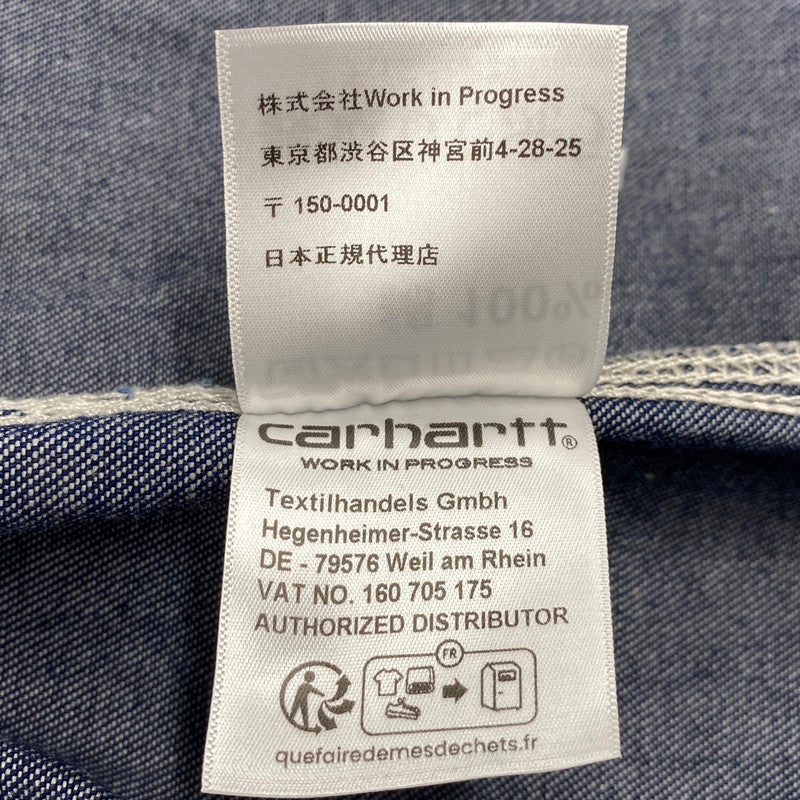 株式会社Work in Progress
東京都渋谷区神宮前4-28-25
〒 150-0001
日本正規代理店
carhartt®
WORK IN PROGRESS
Textilhandels Gmbh
Hegenheimer-Strasse 16
DE - 79576 Weil am Rhein
VAT NO. 160 705 175
AUTHORIZED DISTRIBUTOR
FR
quefairedemesdechets.fr